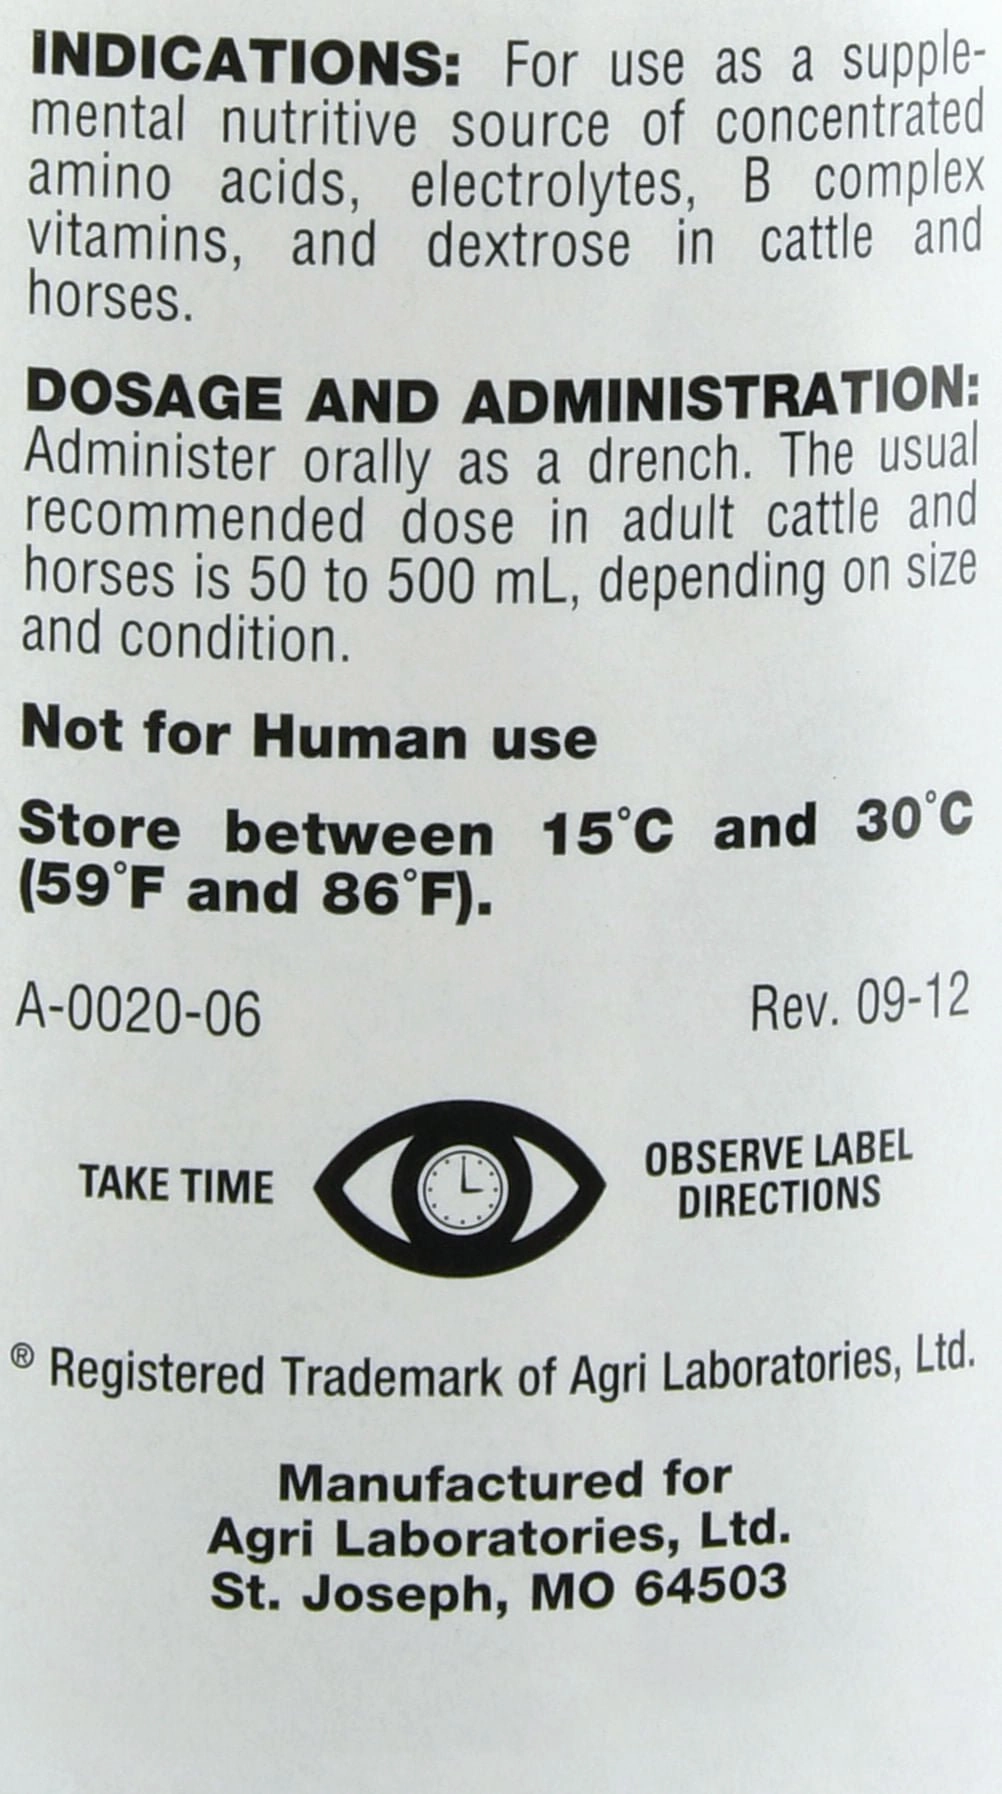 INDICATIONS: For use as a supple-
mental nutritive source of concentrated
amino acids, electrolytes, B complex
vitamins, and dextrose in cattle and
horses.
DOSAGE AND ADMINISTRATION:
Administer orally as a drench. The usual
recommended dose in adult cattle and
horses is 50 to 500 mL, depending on size
and condition.
Not for Human use
Store between 15°C and 30°C
(59°F and 86°F).
A-0020-06 Rev. 09-12
TAKE TIME OBSERVE LABEL
DIRECTIONS
® Registered Trademark of Agri Laboratories, Ltd.
Manufactured for
Agri Laboratories, Ltd.
St. Joseph, MO 64503